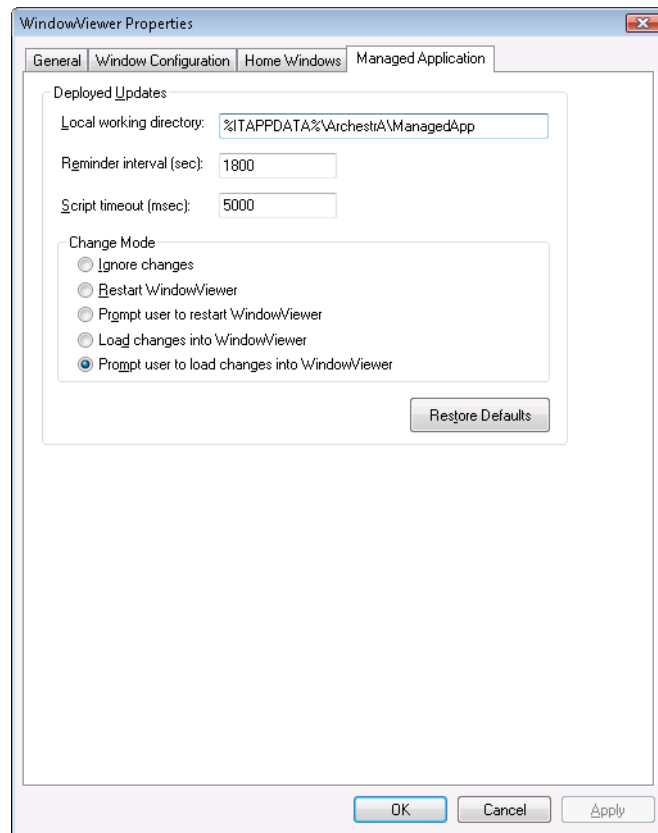 WindowViewer Properties
General Window Configuration Home Windows Managed Application
Deployed Updates
Local working directory: %ITAPPDATA%\ArchestrA\ManagedApp
Reminder interval (sec): 1800
Script timeout (msec): 5000
Change Mode
Ignore changes
Restart WindowViewer
Prompt user to restart WindowViewer
Load changes into WindowViewer
Prompt user to load changes into WindowViewer
Restore Defaults
OK Cancel Apply